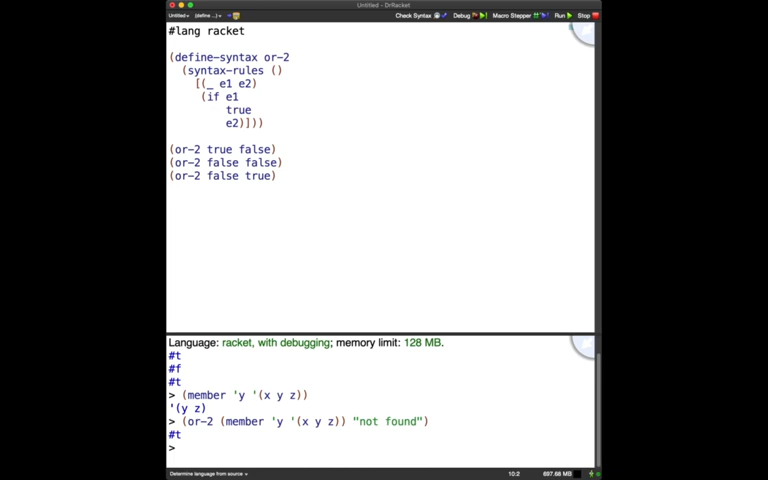 Untitled - DrRacket
Untitled (define ...) Check Syntax Debug Macro Stepper Run Stop
#lang racket
(define-syntax or-2
(syntax-rules ()
[(_ e1 e2)
(if e1
true
e2)]))
(or-2 true false)
(or-2 false false)
(or-2 false true)
Language: racket, with debugging; memory limit: 128 MB.
#t
#f
#t
> (member 'y '(x y z))
'(y z)
> (or-2 (member 'y '(x y z)) "not found")
#t
>
Determine language from source 10:2 697.68 MB